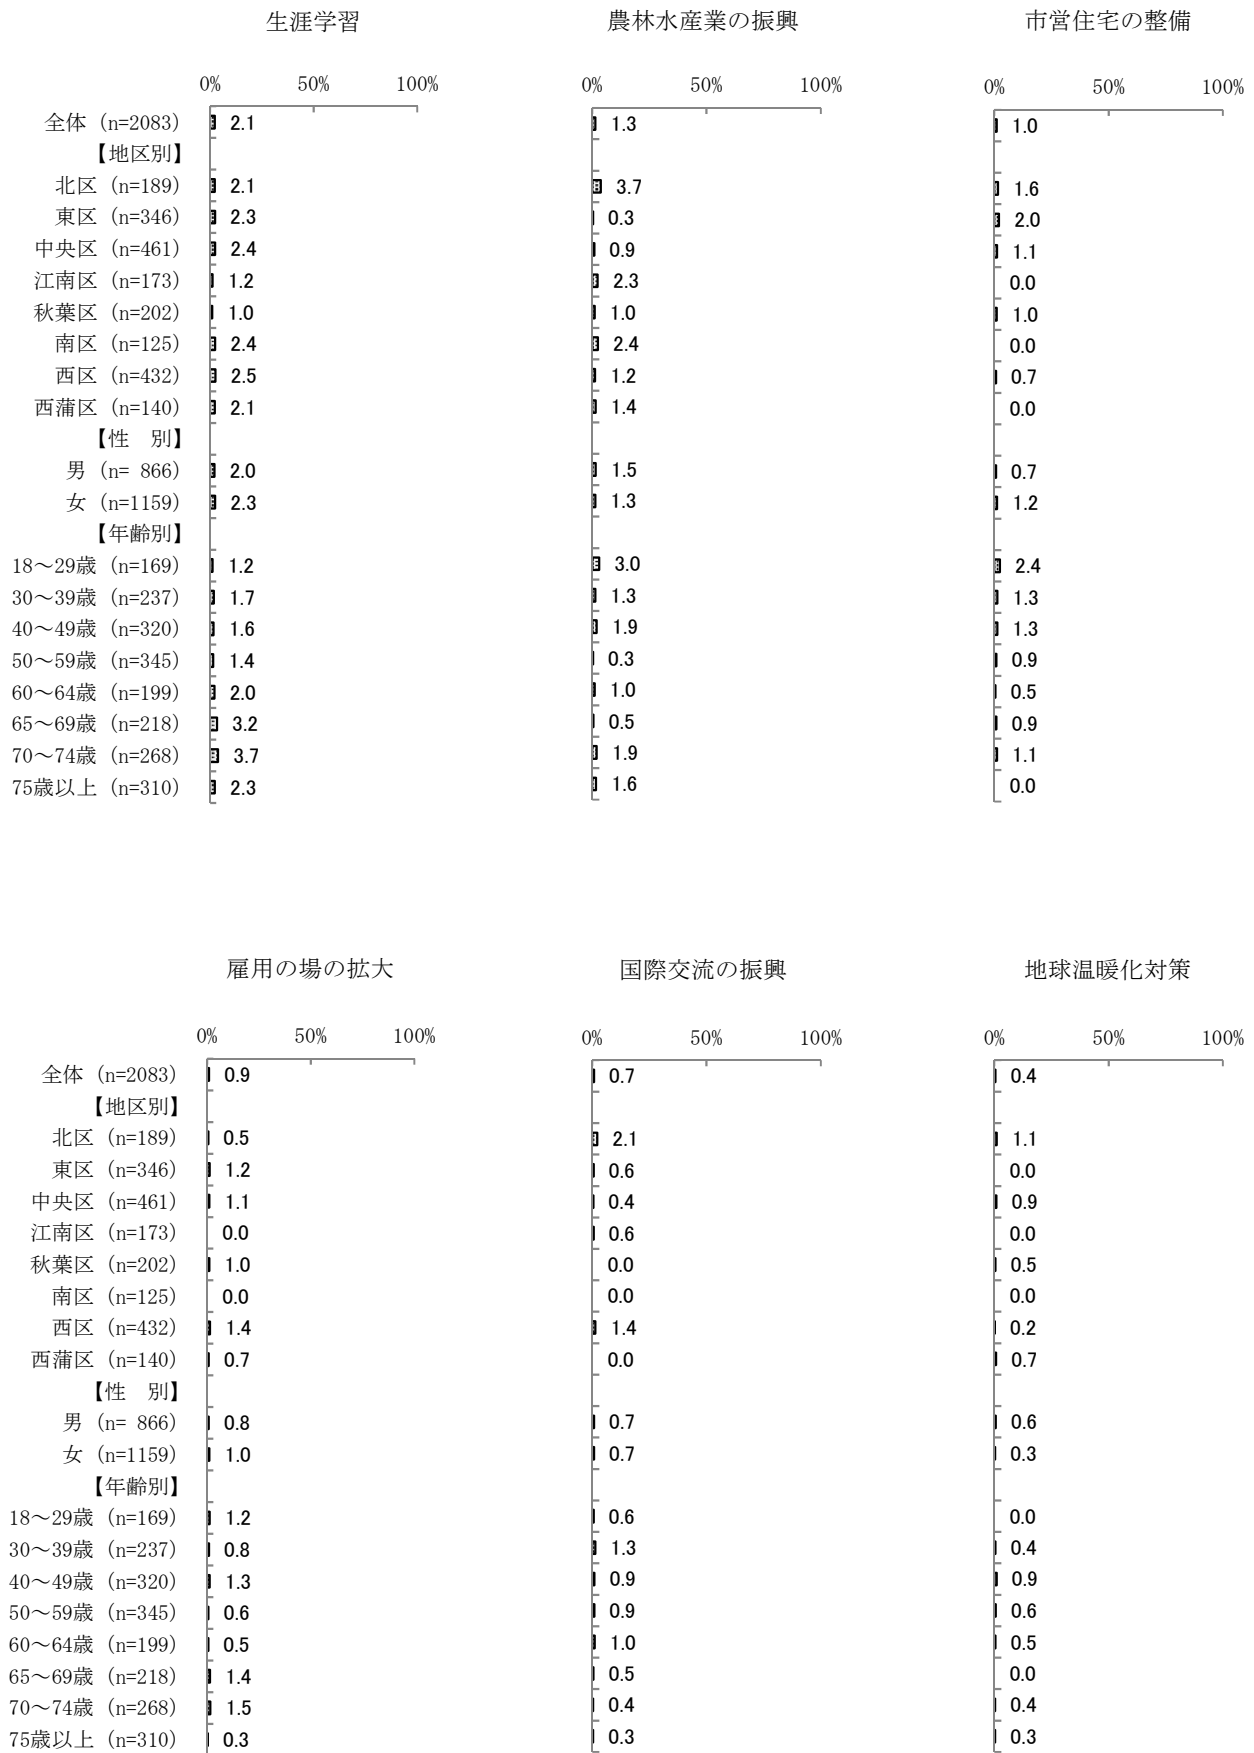 生涯学習 農林水産業の振興 市営住宅の整備
0% 50% 100% 0% 50% 100% 0% 50% 100%
全体 (n=2083) 2.1 1.3 1.0
【地区別】
北区 (n=189) 2.1 3.7 1.6
東区 (n=346) 2.3 0.3 2.0
中央区 (n=461) 2.4 0.9 1.1
江南区 (n=173) 1.2 2.3 0.0
秋葉区 (n=202) 1.0 1.0 1.0
南区 (n=125) 2.4 2.4 0.0
西区 (n=432) 2.5 1.2 0.7
西蒲区 (n=140) 2.1 1.4 0.0
【性　別】
男 (n= 866) 2.0 1.5 0.7
女 (n=1159) 2.3 1.3 1.2
【年齢別】
18～29歳 (n=169) 1.2 3.0 2.4
30～39歳 (n=237) 1.7 1.3 1.3
40～49歳 (n=320) 1.6 1.9 1.3
50～59歳 (n=345) 1.4 0.3 0.9
60～64歳 (n=199) 2.0 1.0 0.5
65～69歳 (n=218) 3.2 0.5 0.9
70～74歳 (n=268) 3.7 1.9 1.1
75歳以上 (n=310) 2.3 1.6 0.0
雇用の場の拡大 国際交流の振興 地球温暖化対策
0% 50% 100% 0% 50% 100% 0% 50% 100%
全体 (n=2083) 0.9 0.7 0.4
【地区別】
北区 (n=189) 0.5 2.1 1.1
東区 (n=346) 1.2 0.6 0.0
中央区 (n=461) 1.1 0.4 0.9
江南区 (n=173) 0.0 0.6 0.0
秋葉区 (n=202) 1.0 0.0 0.5
南区 (n=125) 0.0 0.0 0.0
西区 (n=432) 1.4 1.4 0.2
西蒲区 (n=140) 0.7 0.0 0.7
【性　別】
男 (n= 866) 0.8 0.7 0.6
女 (n=1159) 1.0 0.7 0.3
【年齢別】
18～29歳 (n=169) 1.2 0.6 0.0
30～39歳 (n=237) 0.8 1.3 0.4
40～49歳 (n=320) 1.3 0.9 0.9
50～59歳 (n=345) 0.6 0.9 0.6
60～64歳 (n=199) 0.5 1.0 0.5
65～69歳 (n=218) 1.4 0.5 0.0
70～74歳 (n=268) 1.5 0.4 0.4
75歳以上 (n=310) 0.3 0.3 0.3